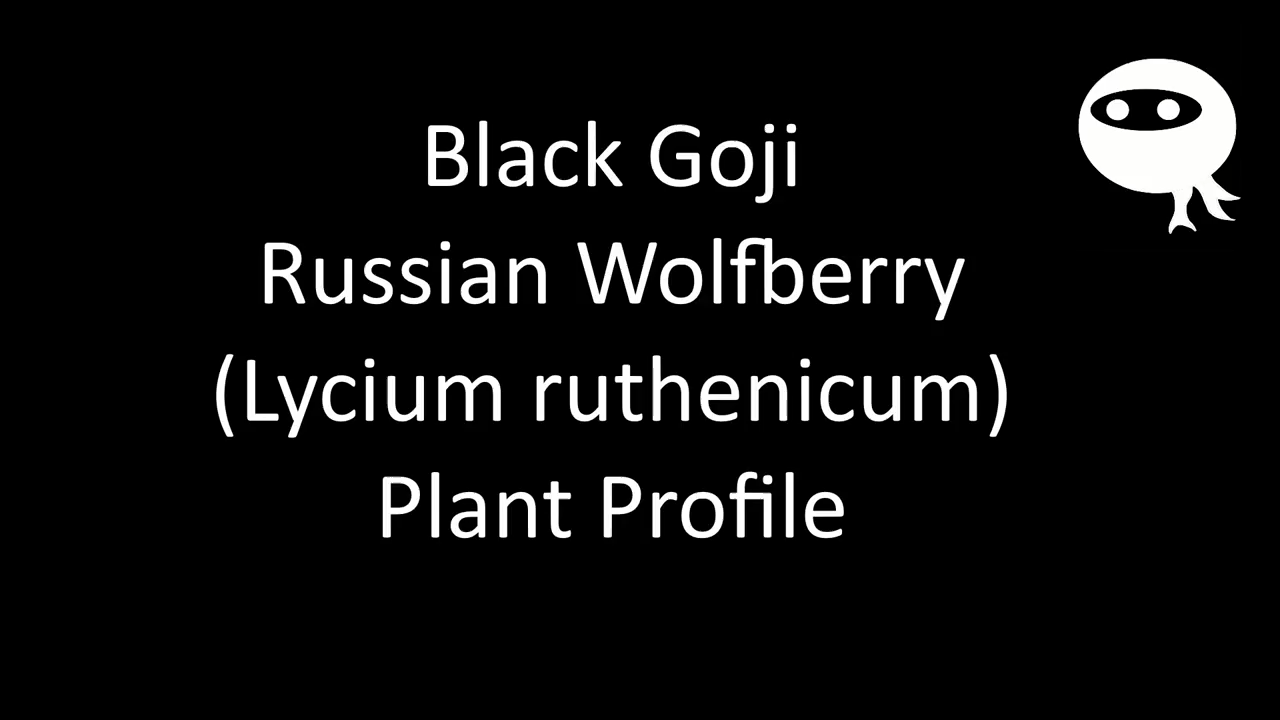 Black Goji
Russian Wolfberry
(Lycium ruthenicum)
Plant Profile